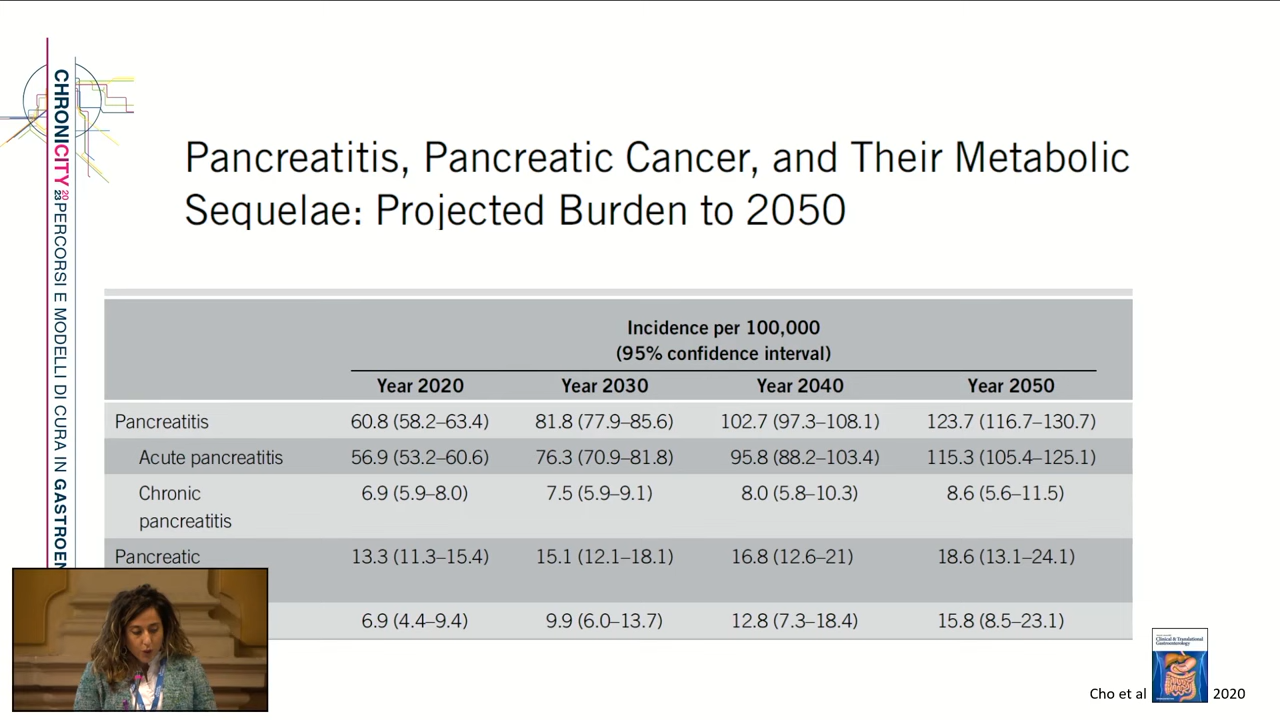 CHRONICITY 2023 PERCORSI E MODELLI DI CURA IN GASTROEN
Pancreatitis, Pancreatic Cancer, and Their Metabolic
Sequelae: Projected Burden to 2050
Incidence per 100,000
(95% confidence interval)
Year 2020 Year 2030 Year 2040 Year 2050
Pancreatitis 60.8 (58.2–63.4) 81.8 (77.9–85.6) 102.7 (97.3–108.1) 123.7 (116.7–130.7)
Acute pancreatitis 56.9 (53.2–60.6) 76.3 (70.9–81.8) 95.8 (88.2–103.4) 115.3 (105.4–125.1)
Chronic 6.9 (5.9–8.0) 7.5 (5.9–9.1) 8.0 (5.8–10.3) 8.6 (5.6–11.5)
pancreatitis
Pancreatic 13.3 (11.3–15.4) 15.1 (12.1–18.1) 16.8 (12.6–21) 18.6 (13.1–24.1)
6.9 (4.4–9.4) 9.9 (6.0–13.7) 12.8 (7.3–18.4) 15.8 (8.5–23.1)
Clinical & Translational
Gastroenterology
Cho et al 2020